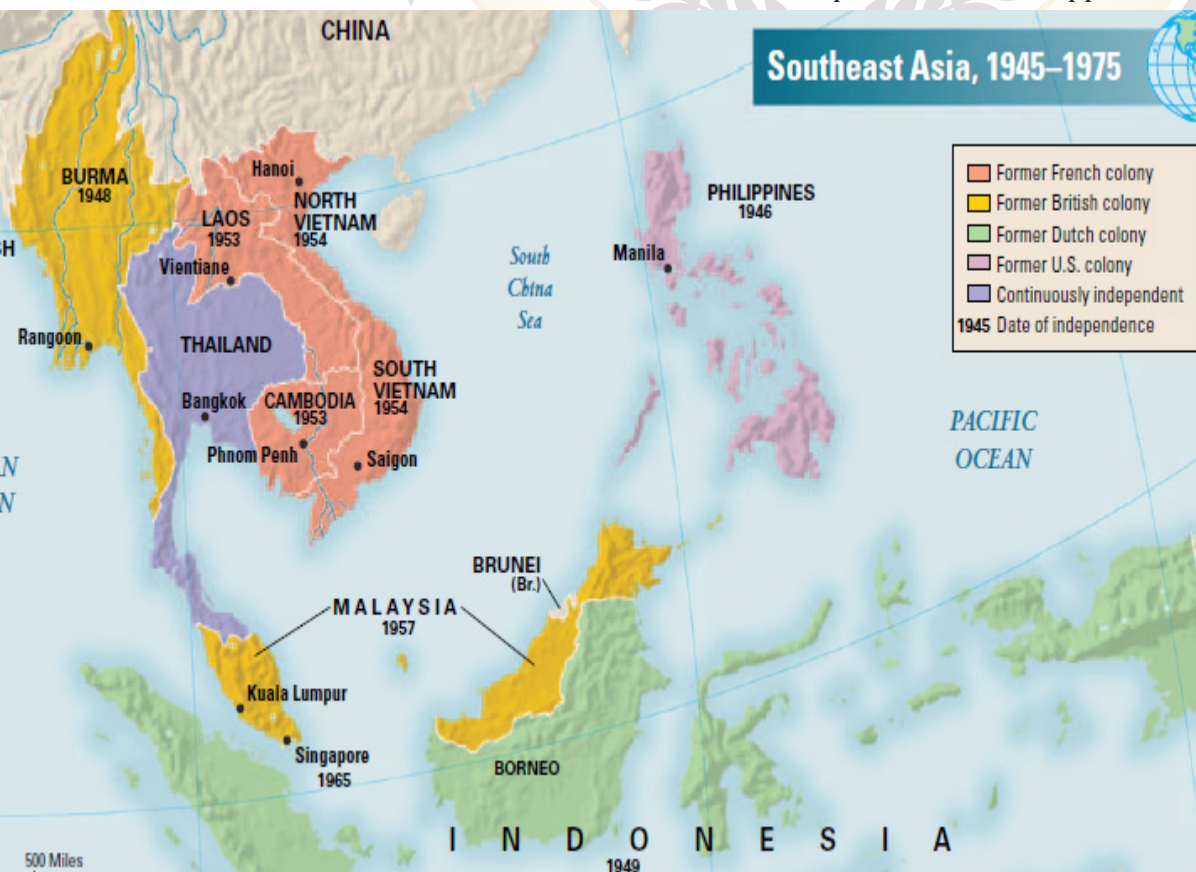 CHINA
Southeast Asia, 1945–1975
Former French colony
Former British colony
Former Dutch colony
Former U.S. colony
Continuously independent
1945 Date of independence
BURMA
1948
Hanoi
NORTH
VIETNAM
1954
LAOS
1953
Vientiane
PHILIPPINES
1946
Manila
South
China
Sea
Rangoon
THAILAND
Bangkok
CAMBODIA
1953
SOUTH
VIETNAM
1954
Phnom Penh
Saigon
PACIFIC
OCEAN
BRUNEI
(Br.)
MALAYSIA
1957
Kuala Lumpur
Singapore
1965
BORNEO
INDONESIA
1949
500 Miles